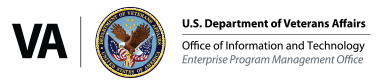 VA
U.S. Department of Veterans Affairs
Office of Information and Technology
Enterprise Program Management Office